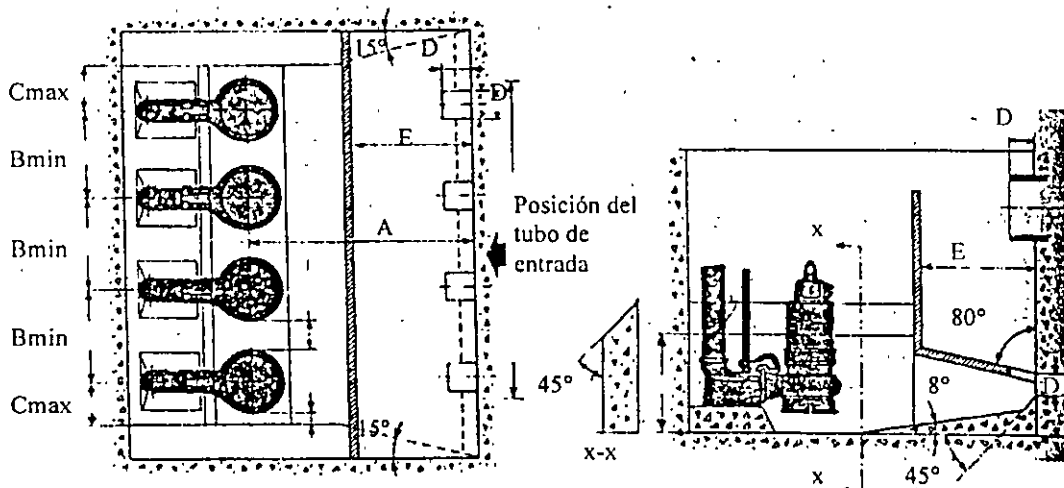 Cmax
Bmin
Bmin
Bmin
Cmax
15°
D
D
E
A
15°
Posición del
tubo de
entrada
45°
x-x
D
x
E
80°
8°
D
45°
x